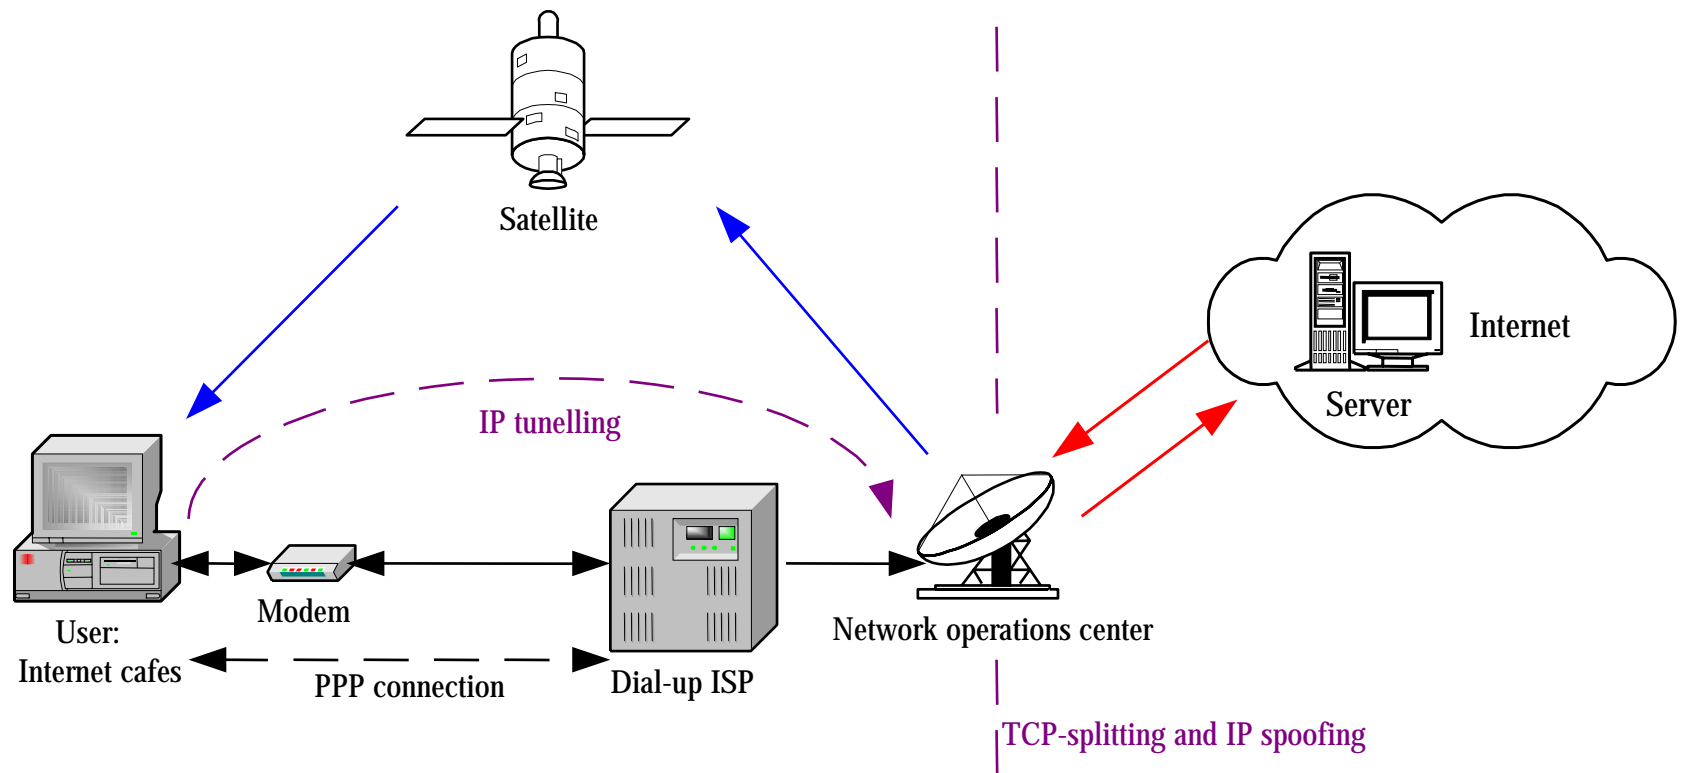 Satellite
Internet
Server
IP tunelling
Modem
User:
Internet cafes
PPP connection
Dial-up ISP
Network operations center
TCP-splitting and IP spoofing